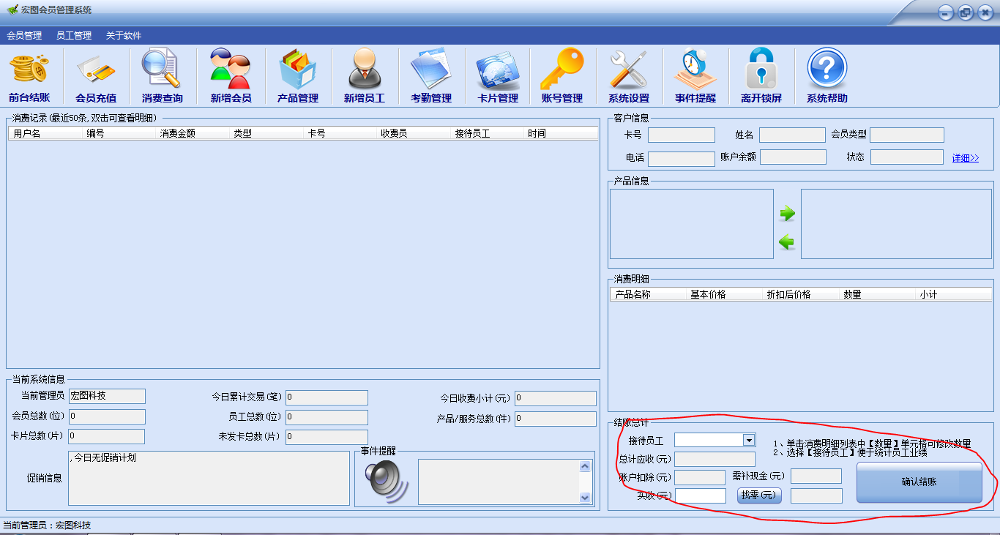 宏图会员管理系统
会员管理 员工管理 关于软件
前台结账 会员充值 消费查询 新增会员 产品管理 新增员工 考勤管理 卡片管理 账号管理 系统设置 事件提醒 离开锁屏 系统帮助
消费记录(最近50条,双击可查看明细)
用户名 编号 消费金额 类型 卡号 收费员 接待员工 时间
客户信息
卡号 姓名 会员类型
电话 账户余额 状态 详细>>
产品信息
消费明细
产品名称 基本价格 折扣后价格 数量 小计
当前系统信息
当前管理员 宏图科技 今日累计交易(笔) 0 今日收费小计(元) 0
会员总数(位) 0 员工总数(位) 0 产品/服务总数(件) 0
卡片总数(片) 0 未发卡总数(片) 0
促销信息 ,今日无促销计划
事件提醒
结账总计
接待员工
1、单击消费明细列表中【数量】单元格可修改数量
2、选择【接待员工】便于统计员工业绩
总计应收(元)
账户扣除(元) 需补现金(元)
实收(元) 找零(元)
确认结账
当前管理员：宏图科技